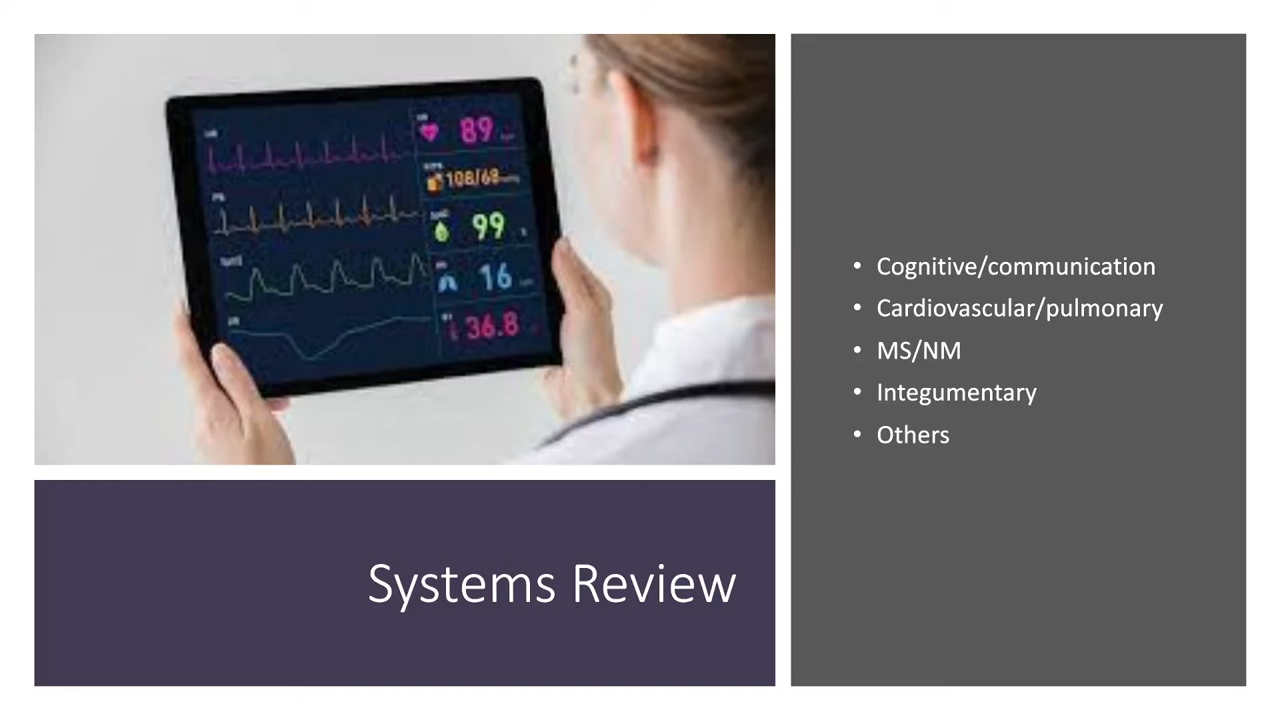 89
108/68
99
16
36.8
Systems Review
• Cognitive/communication
• Cardiovascular/pulmonary
• MS/NM
• Integumentary
• Others